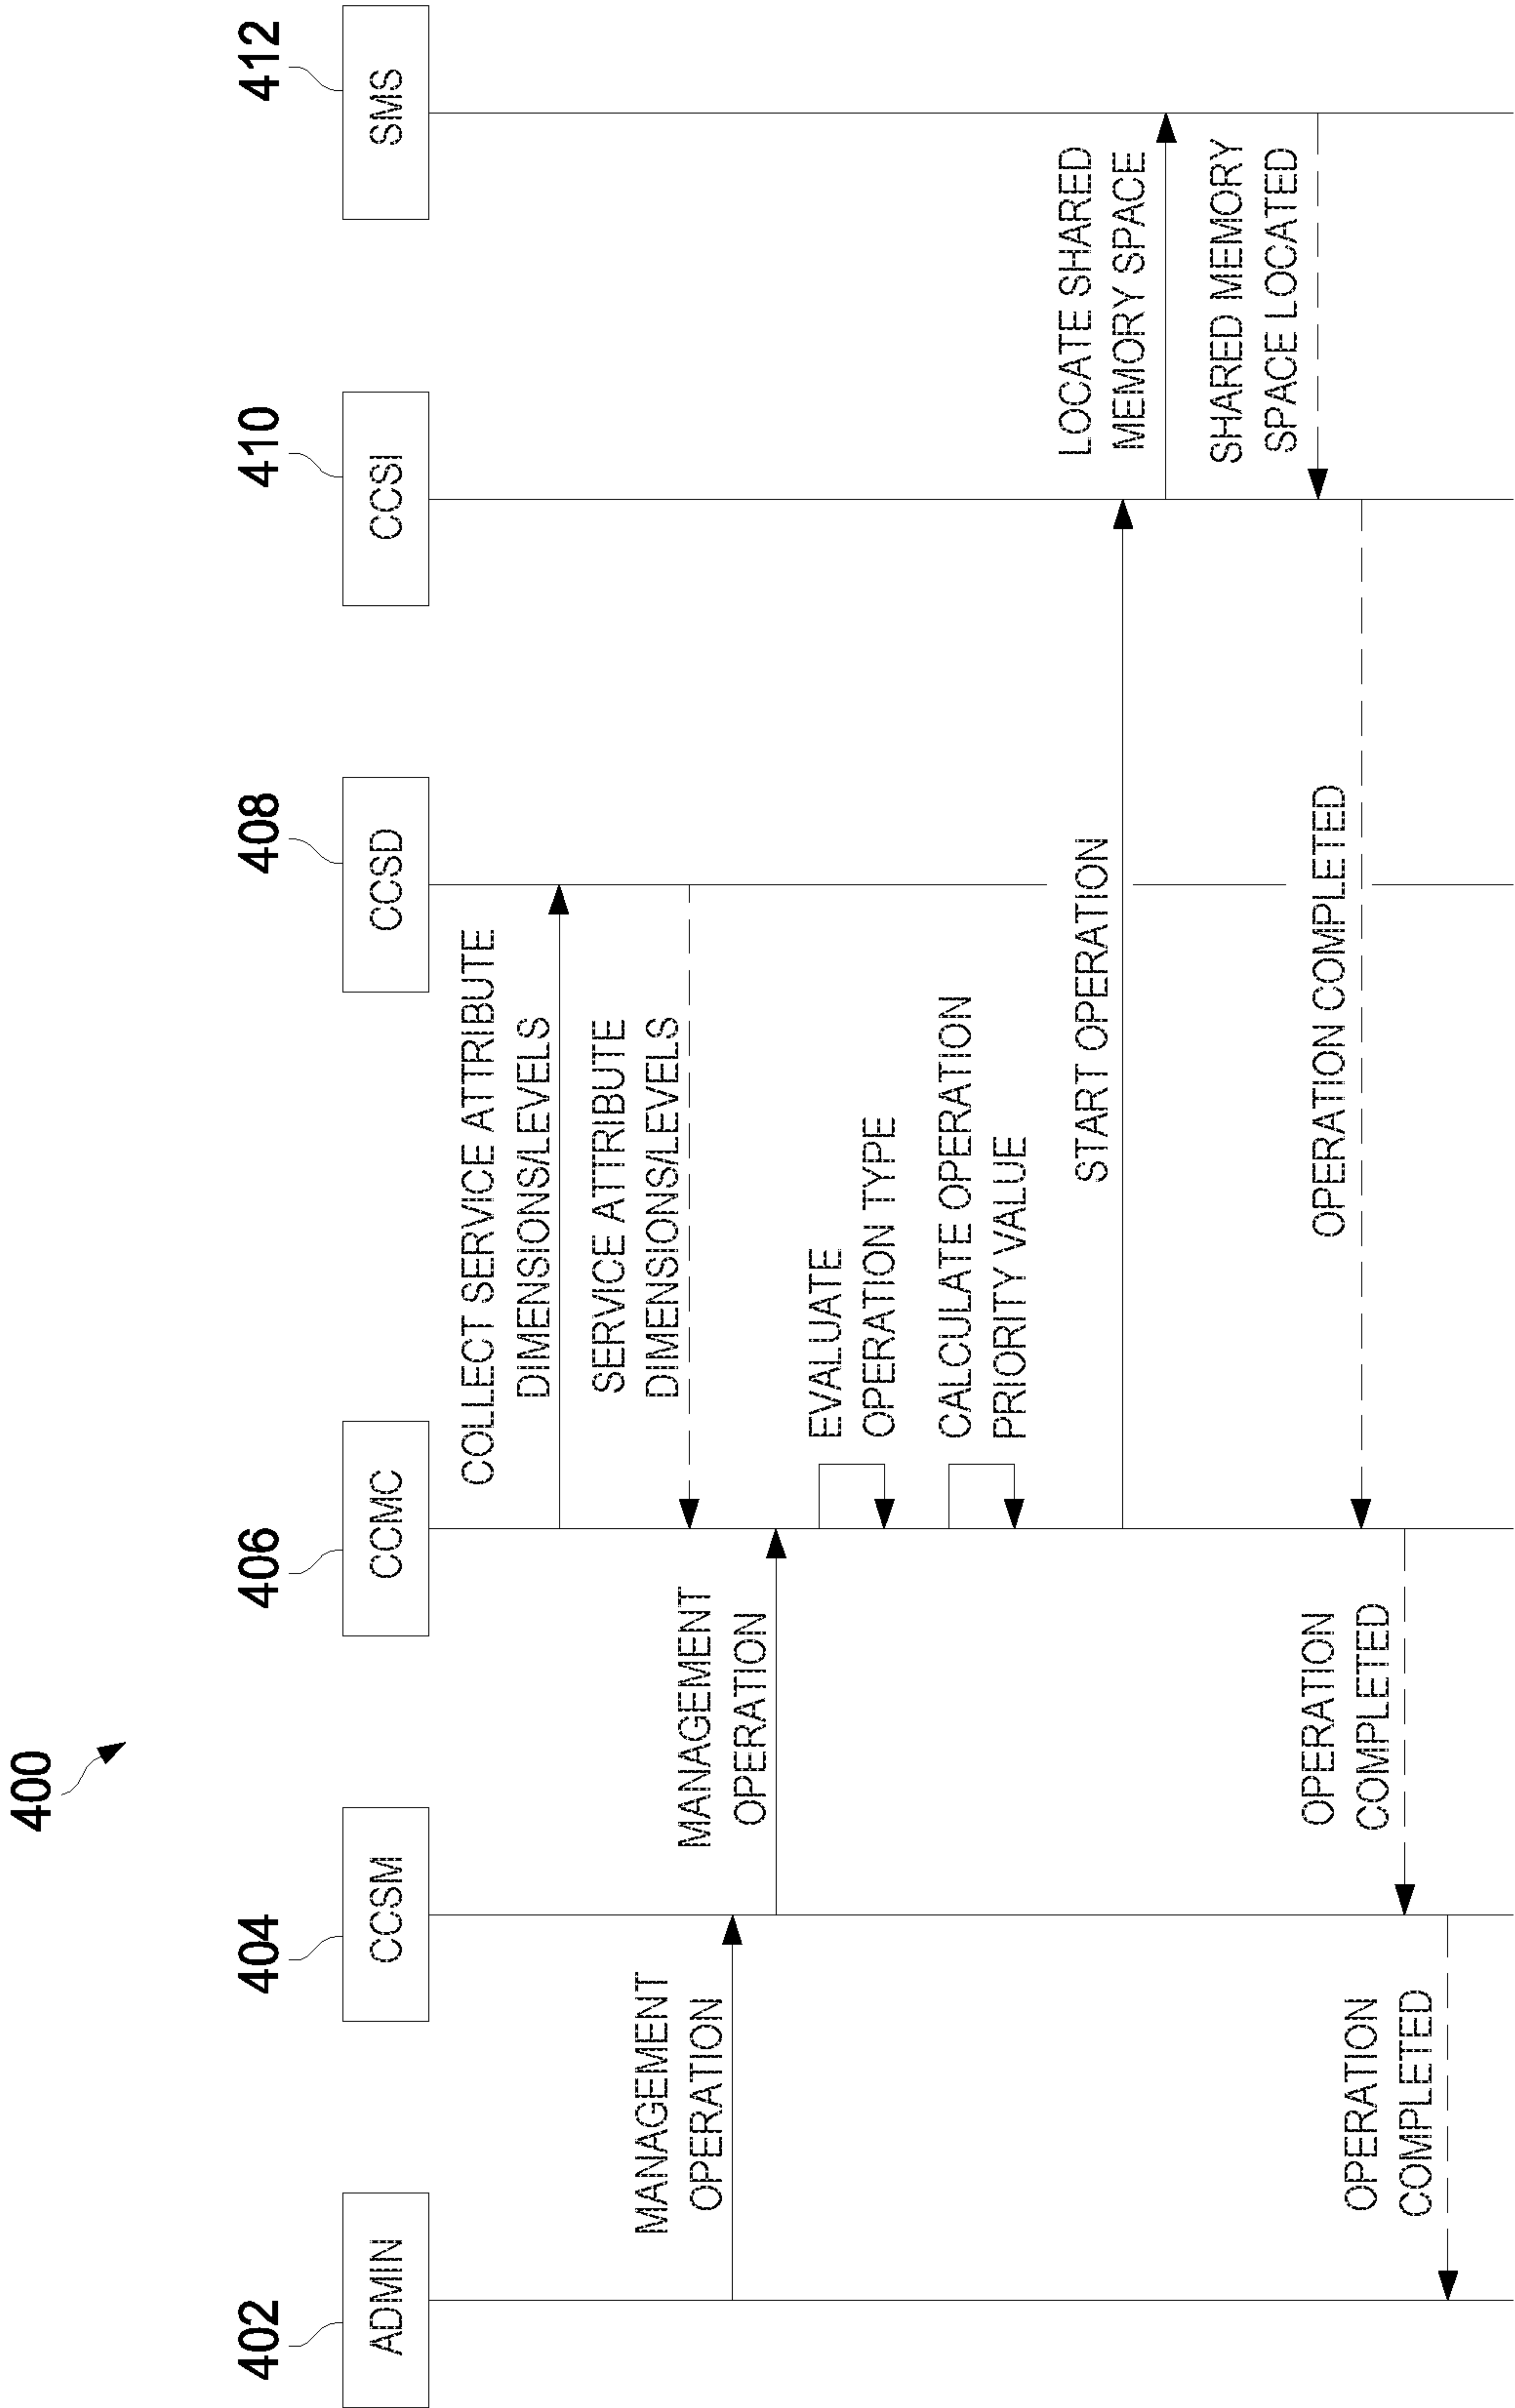 400
402
404
406
408
410
412
ADMIN
CCSM
CCMC
CCSD
CCSI
SMS
COLLECT SERVICE ATTRIBUTE
DIMENSIONS/LEVELS
SERVICE ATTRIBUTE
DIMENSIONS/LEVELS
MANAGEMENT
OPERATION
MANAGEMENT
OPERATION
EVALUATE
OPERATION TYPE
CALCULATE OPERATION
PRIORITY VALUE
START OPERATION
LOCATE SHARED
MEMORY SPACE
SHARED MEMORY
SPACE LOCATED
OPERATION COMPLETED
OPERATION
COMPLETED
OPERATION
COMPLETED